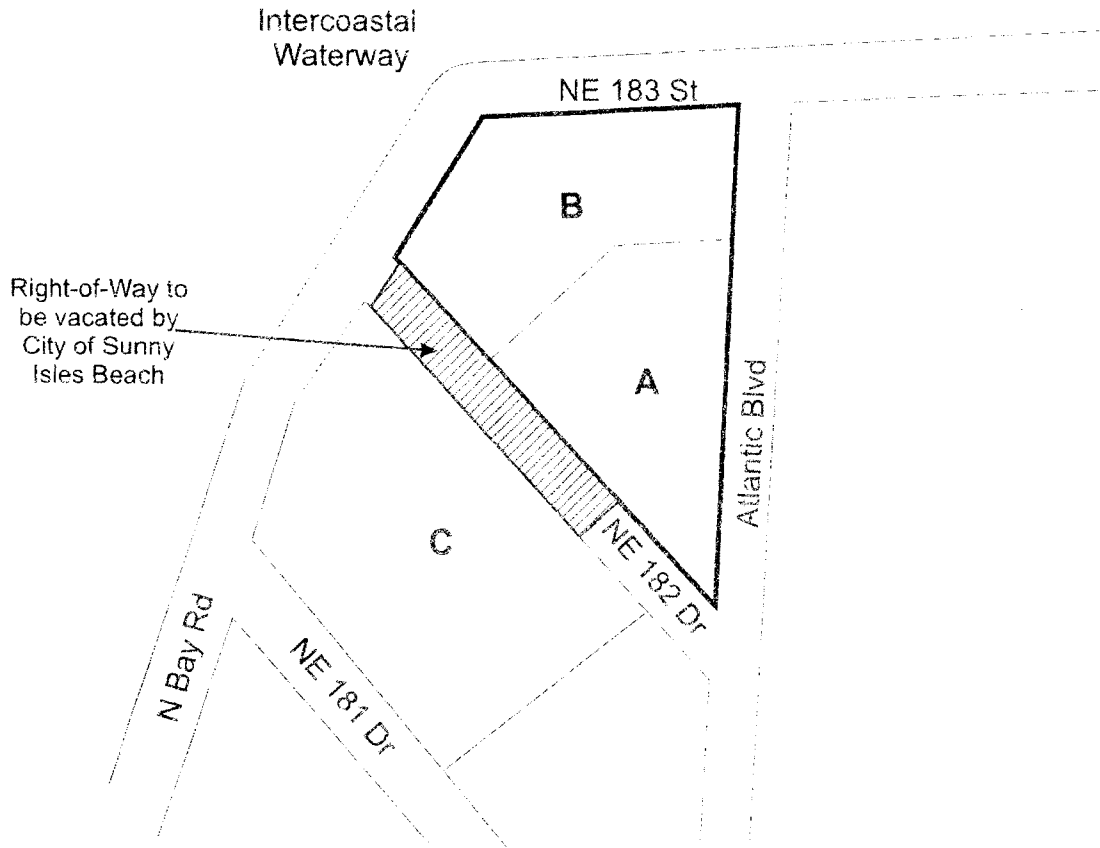 Intercoastal
Waterway
NE 183 St
B
Right-of-Way to
be vacated by
City of Sunny
Isles Beach
A
Atlantic Blvd
C
NE 182 Dr
N Bay Rd
NE 181 Dr